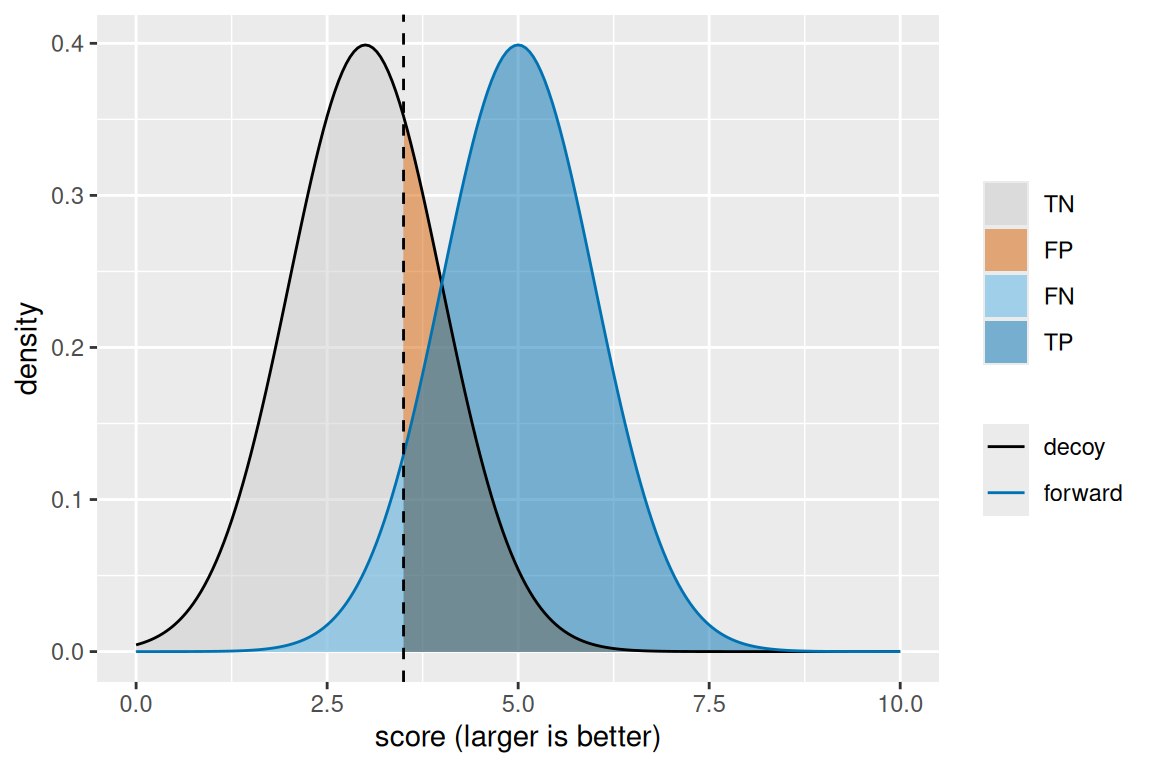 0.4
0.3
0.2
0.1
0.0
density
0.0 2.5 5.0 7.5 10.0
score (larger is better)
TN
FP
FN
TP
decoy
forward